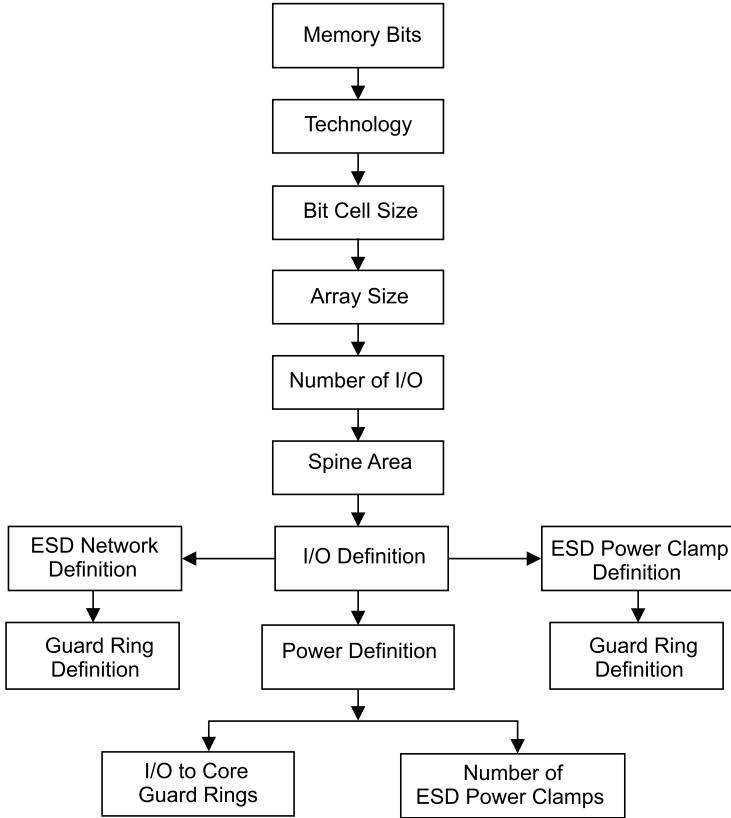 Memory Bits
Technology
Bit Cell Size
Array Size
Number of I/O
Spine Area
ESD Network
Definition
I/O Definition
ESD Power Clamp
Definition
Guard Ring
Definition
Power Definition
Guard Ring
Definition
I/O to Core
Guard Rings
Number of
ESD Power Clamps